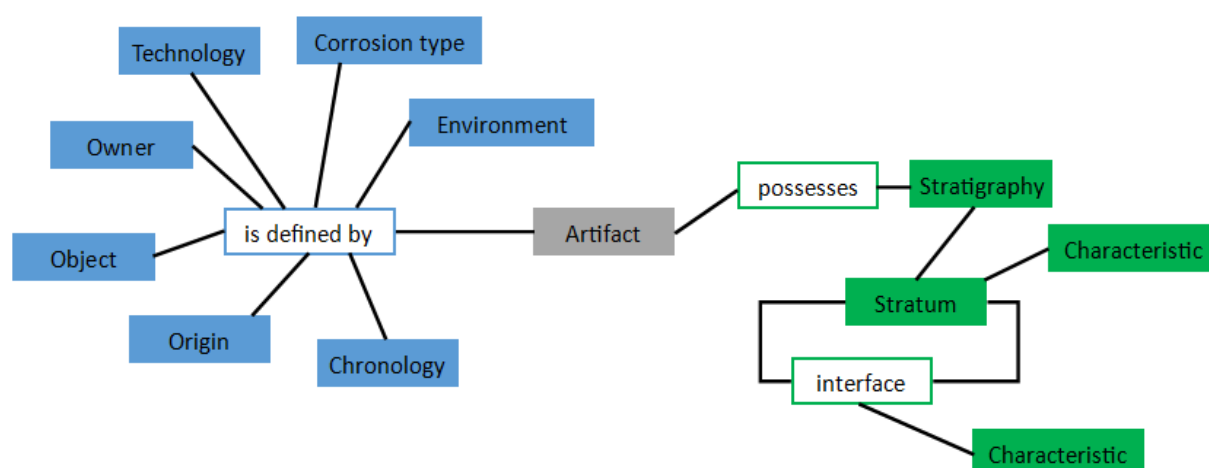 Technology
Corrosion type
Environment
Owner
is defined by
Object
Origin
Chronology
Artifact
possesses
Stratigraphy
Characteristic
Stratum
interface
Characteristic